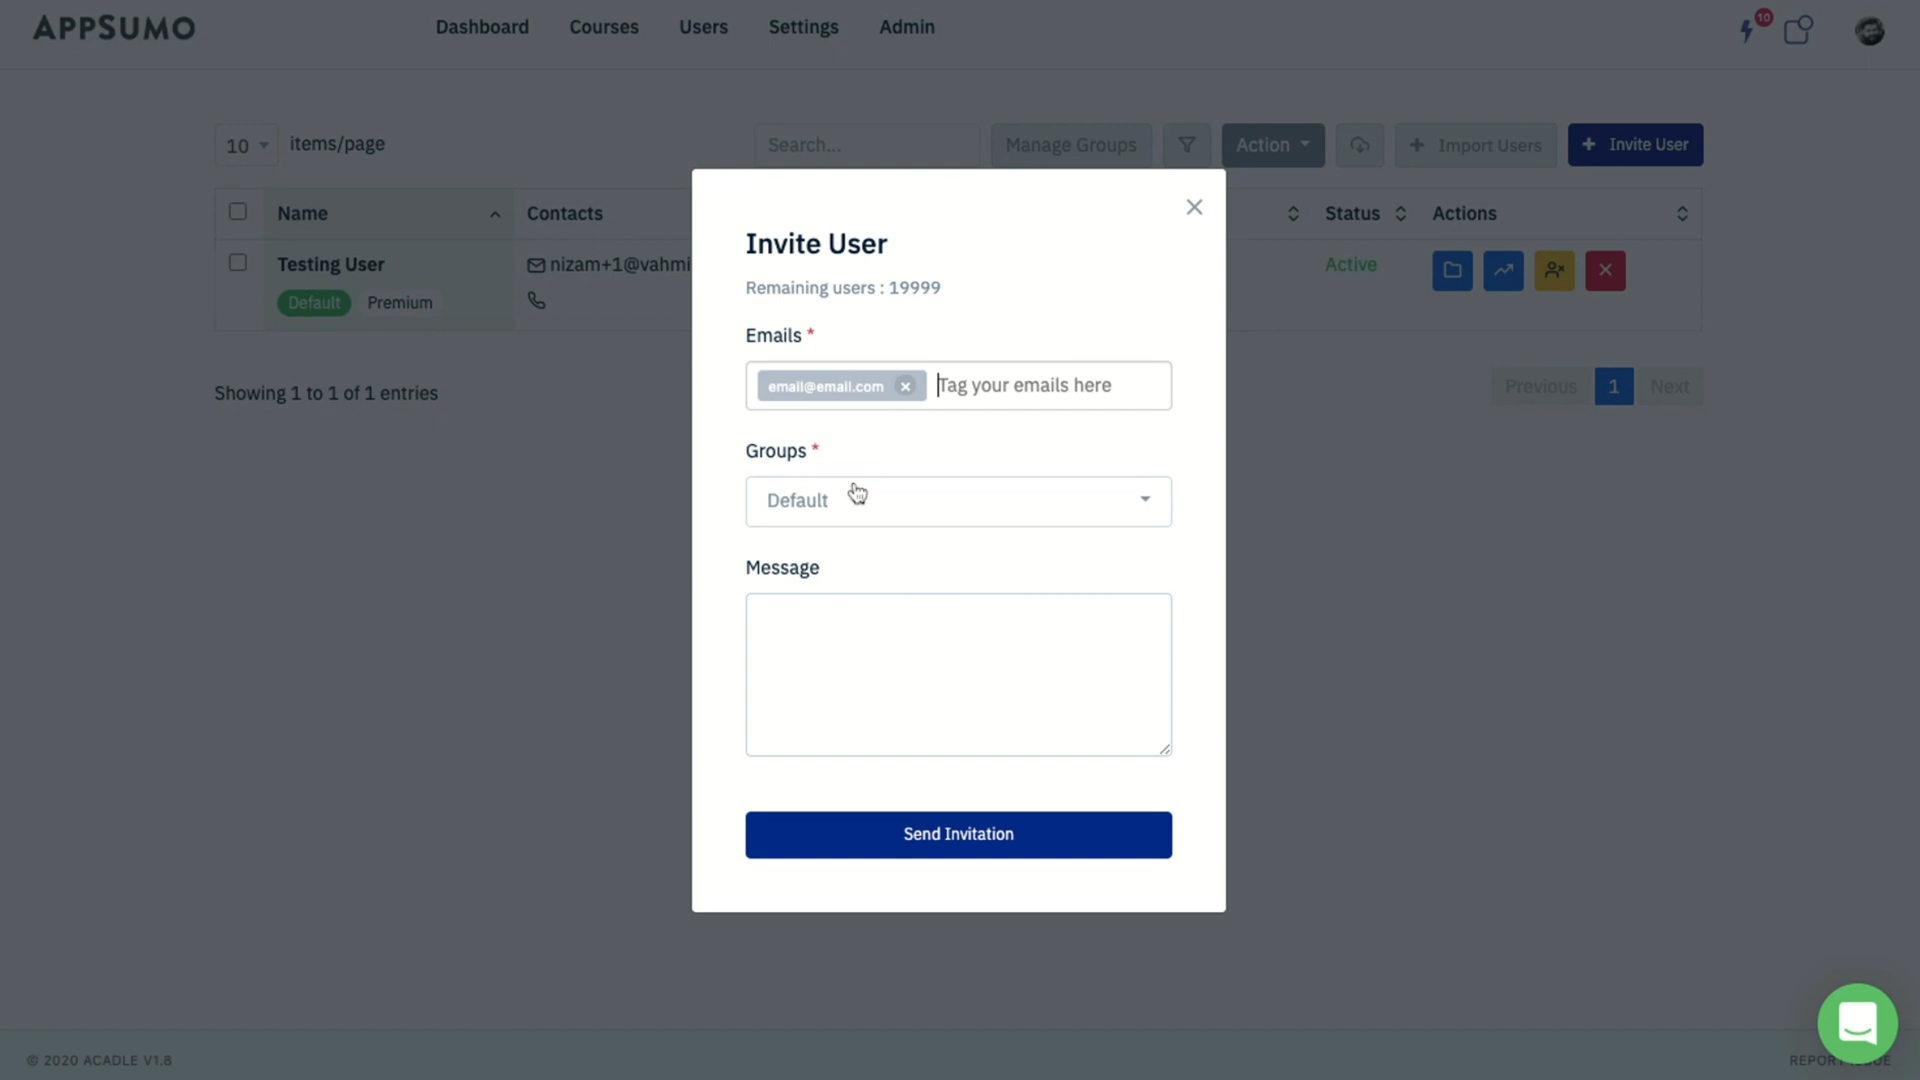 APPSUMO
Dashboard Courses Users Settings Admin
10
10 items/page
Search... Manage Groups Action + Import Users + Invite User
Name Contacts Status Actions
Testing User nizam+1@vahmi Active
Default Premium
Showing 1 to 1 of 1 entries
Previous 1 Next
Invite User
Remaining users : 19999
Emails *
email@email.com × Tag your emails here
Groups *
Default
Message
Send Invitation
© 2020 ACADLE V1.8
REPORT